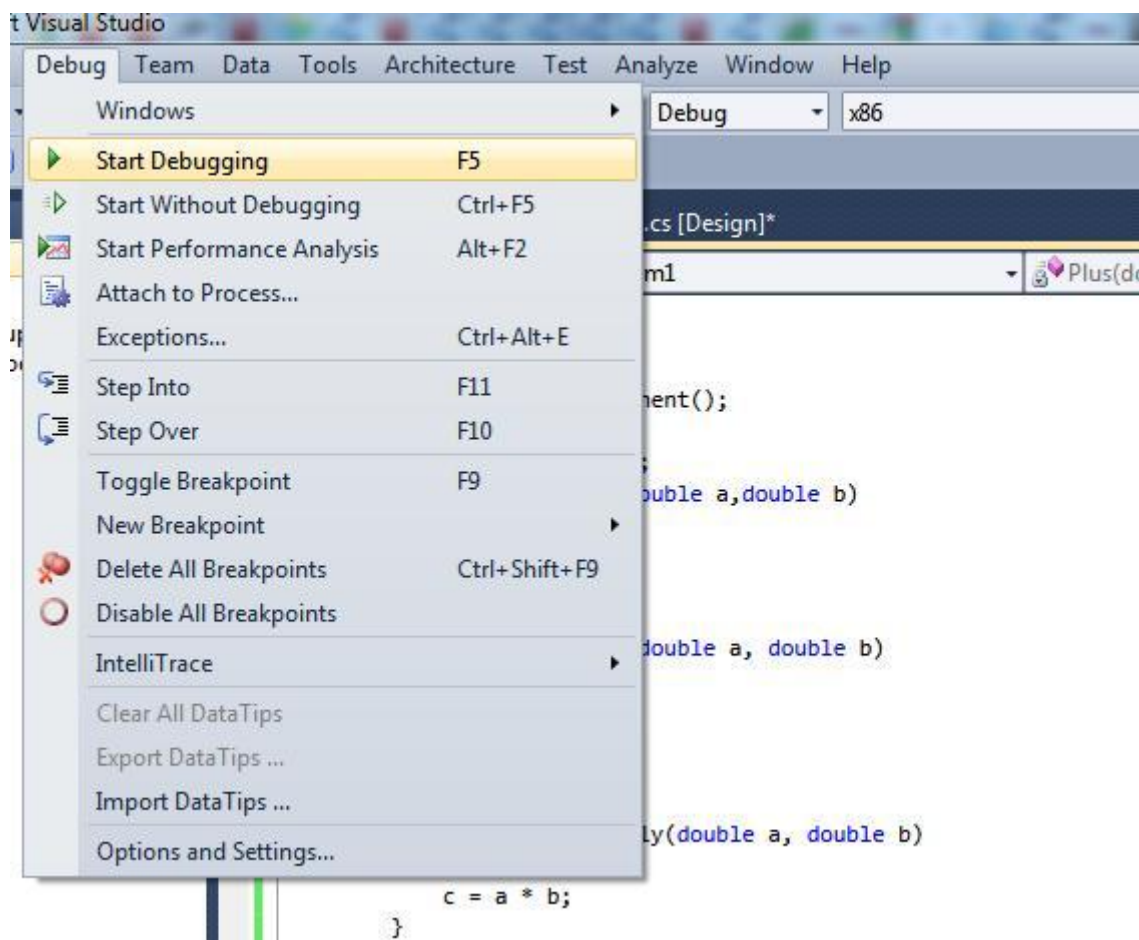 t Visual Studio
Debug Team Data Tools Architecture Test Analyze Window Help
Windows
Debug x86
Start Debugging F5
Start Without Debugging Ctrl+F5
.cs [Design]*
Start Performance Analysis Alt+F2
m1 Plus(d
Attach to Process...
Exceptions... Ctrl+Alt+E
Step Into F11
ent();
Step Over F10
;
Toggle Breakpoint F9
ouble a,double b)
New Breakpoint
Delete All Breakpoints Ctrl+Shift+F9
Disable All Breakpoints
double a, double b)
IntelliTrace
Clear All DataTips
Export DataTips ...
Import DataTips ...
ly(double a, double b)
Options and Settings...
c = a * b;
}